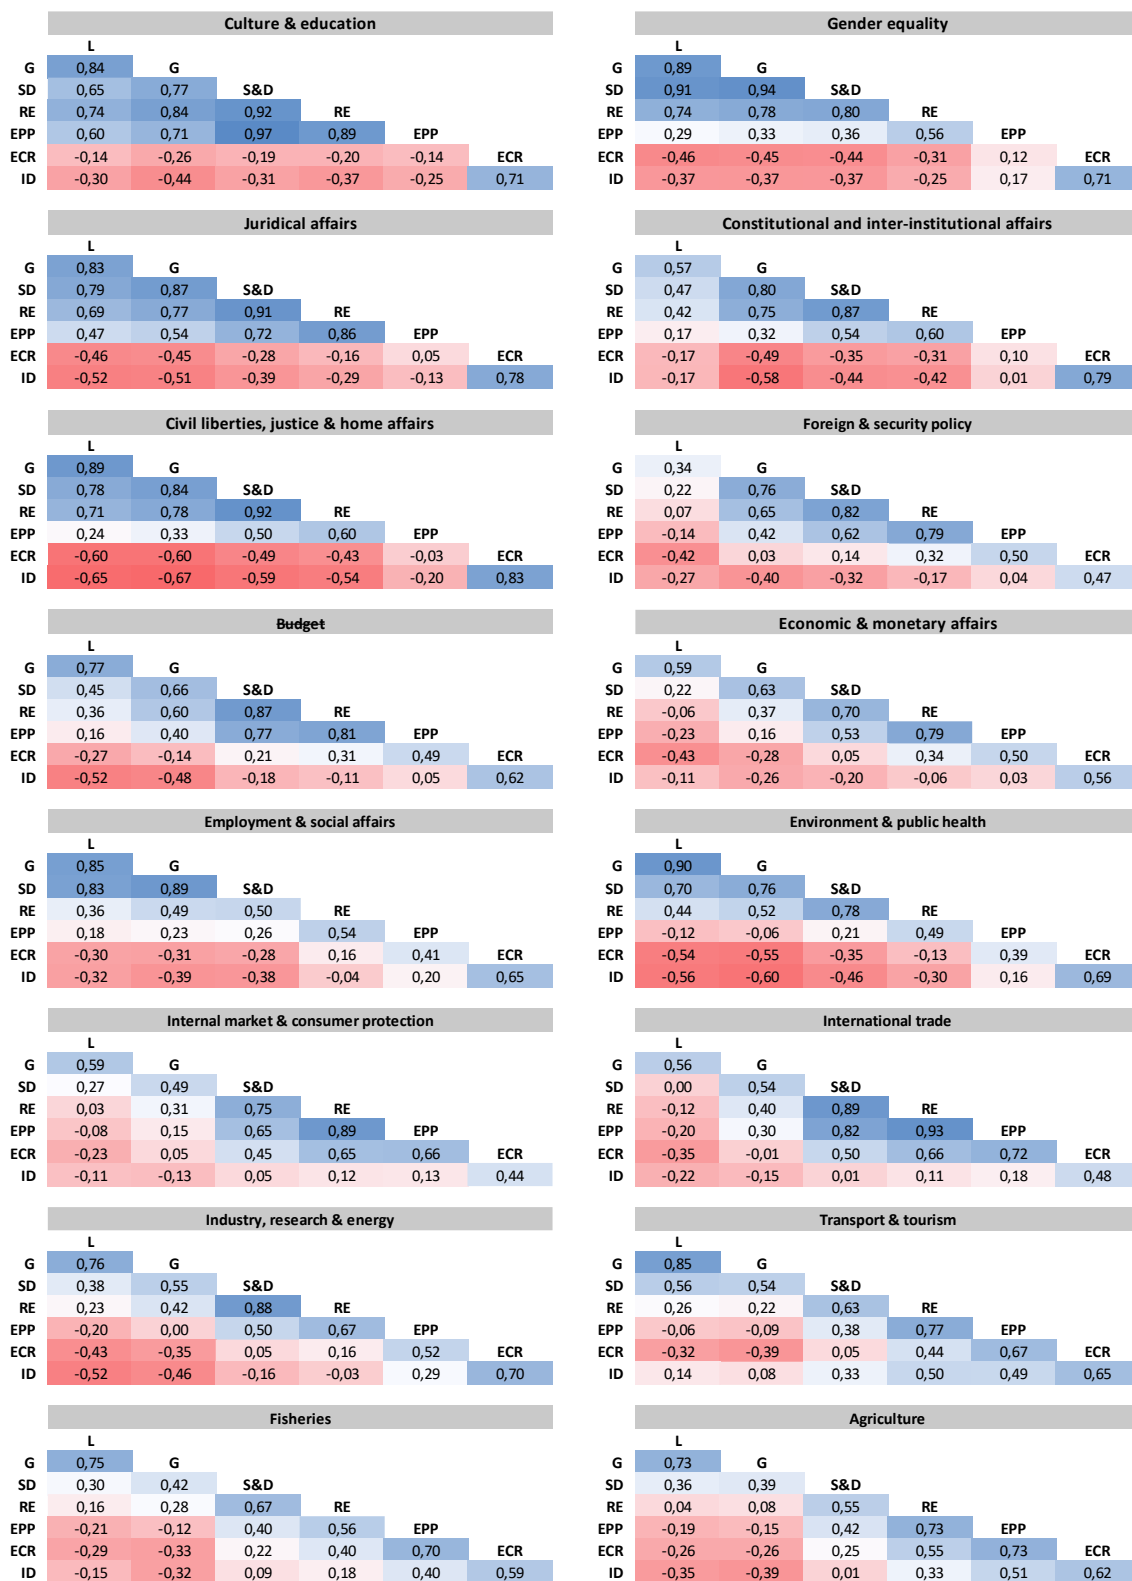 Culture & education
L
G 0,84 G
SD 0,65 0,77 S&D
RE 0,74 0,84 0,92 RE
EPP 0,60 0,71 0,97 0,89 EPP
ECR -0,14 -0,26 -0,19 -0,20 -0,14 ECR
ID -0,30 -0,44 -0,31 -0,37 -0,25 0,71
Gender equality
L
G 0,89 G
SD 0,91 0,94 S&D
RE 0,74 0,78 0,80 RE
EPP 0,29 0,33 0,36 0,56 EPP
ECR -0,46 -0,45 -0,44 -0,31 0,12 ECR
ID -0,37 -0,37 -0,37 -0,25 0,17 0,71
Juridical affairs
L
G 0,83 G
SD 0,79 0,87 S&D
RE 0,69 0,77 0,91 RE
EPP 0,47 0,54 0,72 0,86 EPP
ECR -0,46 -0,45 -0,28 -0,16 0,05 ECR
ID -0,52 -0,51 -0,39 -0,29 -0,13 0,78
Constitutional and inter-institutional affairs
L
G 0,57 G
SD 0,47 0,80 S&D
RE 0,42 0,75 0,87 RE
EPP 0,17 0,32 0,54 0,60 EPP
ECR -0,17 -0,49 -0,35 -0,31 0,10 ECR
ID -0,17 -0,58 -0,44 -0,42 0,01 0,79
Civil liberties, justice & home affairs
L
G 0,89 G
SD 0,78 0,84 S&D
RE 0,71 0,78 0,92 RE
EPP 0,24 0,33 0,50 0,60 EPP
ECR -0,60 -0,60 -0,49 -0,43 -0,03 ECR
ID -0,65 -0,67 -0,59 -0,54 -0,20 0,83
Foreign & security policy
L
G 0,34 G
SD 0,22 0,76 S&D
RE 0,07 0,65 0,82 RE
EPP -0,14 0,42 0,62 0,79 EPP
ECR -0,42 0,03 0,14 0,32 0,50 ECR
ID -0,27 -0,40 -0,32 -0,17 0,04 0,47
Budget
L
G 0,77 G
SD 0,45 0,66 S&D
RE 0,36 0,60 0,87 RE
EPP 0,16 0,40 0,77 0,81 EPP
ECR -0,27 -0,14 0,21 0,31 0,49 ECR
ID -0,52 -0,48 -0,18 -0,11 0,05 0,62
Economic & monetary affairs
L
G 0,59 G
SD 0,22 0,63 S&D
RE -0,06 0,37 0,70 RE
EPP -0,23 0,16 0,53 0,79 EPP
ECR -0,43 -0,28 0,05 0,34 0,50 ECR
ID -0,11 -0,26 -0,20 -0,06 0,03 0,56
Employment & social affairs
L
G 0,85 G
SD 0,83 0,89 S&D
RE 0,36 0,49 0,50 RE
EPP 0,18 0,23 0,26 0,54 EPP
ECR -0,30 -0,31 -0,28 0,16 0,41 ECR
ID -0,32 -0,39 -0,38 -0,04 0,20 0,65
Environment & public health
L
G 0,90 G
SD 0,70 0,76 S&D
RE 0,44 0,52 0,78 RE
EPP -0,12 -0,06 0,21 0,49 EPP
ECR -0,54 -0,55 -0,35 -0,13 0,39 ECR
ID -0,56 -0,60 -0,46 -0,30 0,16 0,69
Internal market & consumer protection
L
G 0,59 G
SD 0,27 0,49 S&D
RE 0,03 0,31 0,75 RE
EPP -0,08 0,15 0,65 0,89 EPP
ECR -0,23 0,05 0,45 0,65 0,66 ECR
ID -0,11 -0,13 0,05 0,12 0,13 0,44
International trade
L
G 0,56 G
SD 0,00 0,54 S&D
RE -0,12 0,40 0,89 RE
EPP -0,20 0,30 0,82 0,93 EPP
ECR -0,35 -0,01 0,50 0,66 0,72 ECR
ID -0,22 -0,15 0,01 0,11 0,18 0,48
Industry, research & energy
L
G 0,76 G
SD 0,38 0,55 S&D
RE 0,23 0,42 0,88 RE
EPP -0,20 0,00 0,50 0,67 EPP
ECR -0,43 -0,35 0,05 0,16 0,52 ECR
ID -0,52 -0,46 -0,16 -0,03 0,29 0,70
Transport & tourism
L
G 0,85 G
SD 0,56 0,54 S&D
RE 0,26 0,22 0,63 RE
EPP -0,06 -0,09 0,38 0,77 EPP
ECR -0,32 -0,39 0,05 0,44 0,67 ECR
ID 0,14 0,08 0,33 0,50 0,49 0,65
Fisheries
L
G 0,75 G
SD 0,30 0,42 S&D
RE 0,16 0,28 0,67 RE
EPP -0,21 -0,12 0,40 0,56 EPP
ECR -0,29 -0,33 0,22 0,40 0,70 ECR
ID -0,15 -0,32 0,09 0,18 0,40 0,59
Agriculture
L
G 0,73 G
SD 0,36 0,39 S&D
RE 0,04 0,08 0,55 RE
EPP -0,19 -0,15 0,42 0,73 EPP
ECR -0,26 -0,26 0,25 0,55 0,73 ECR
ID -0,35 -0,39 0,01 0,33 0,51 0,62